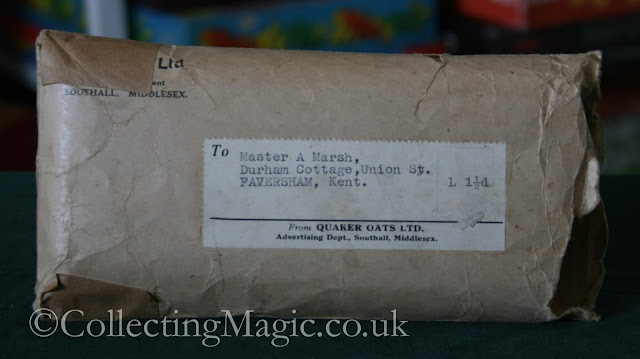 Ltd
SOUTHALL, MIDDLESEX.
To
Master A Marsh,
Durham Cottage,Union St.
FAVERSHAM, Kent.
L 1½d
From QUAKER OATS LTD.
Advertising Dept., Southall, Middlesex.
©CollectingMagic.co.uk